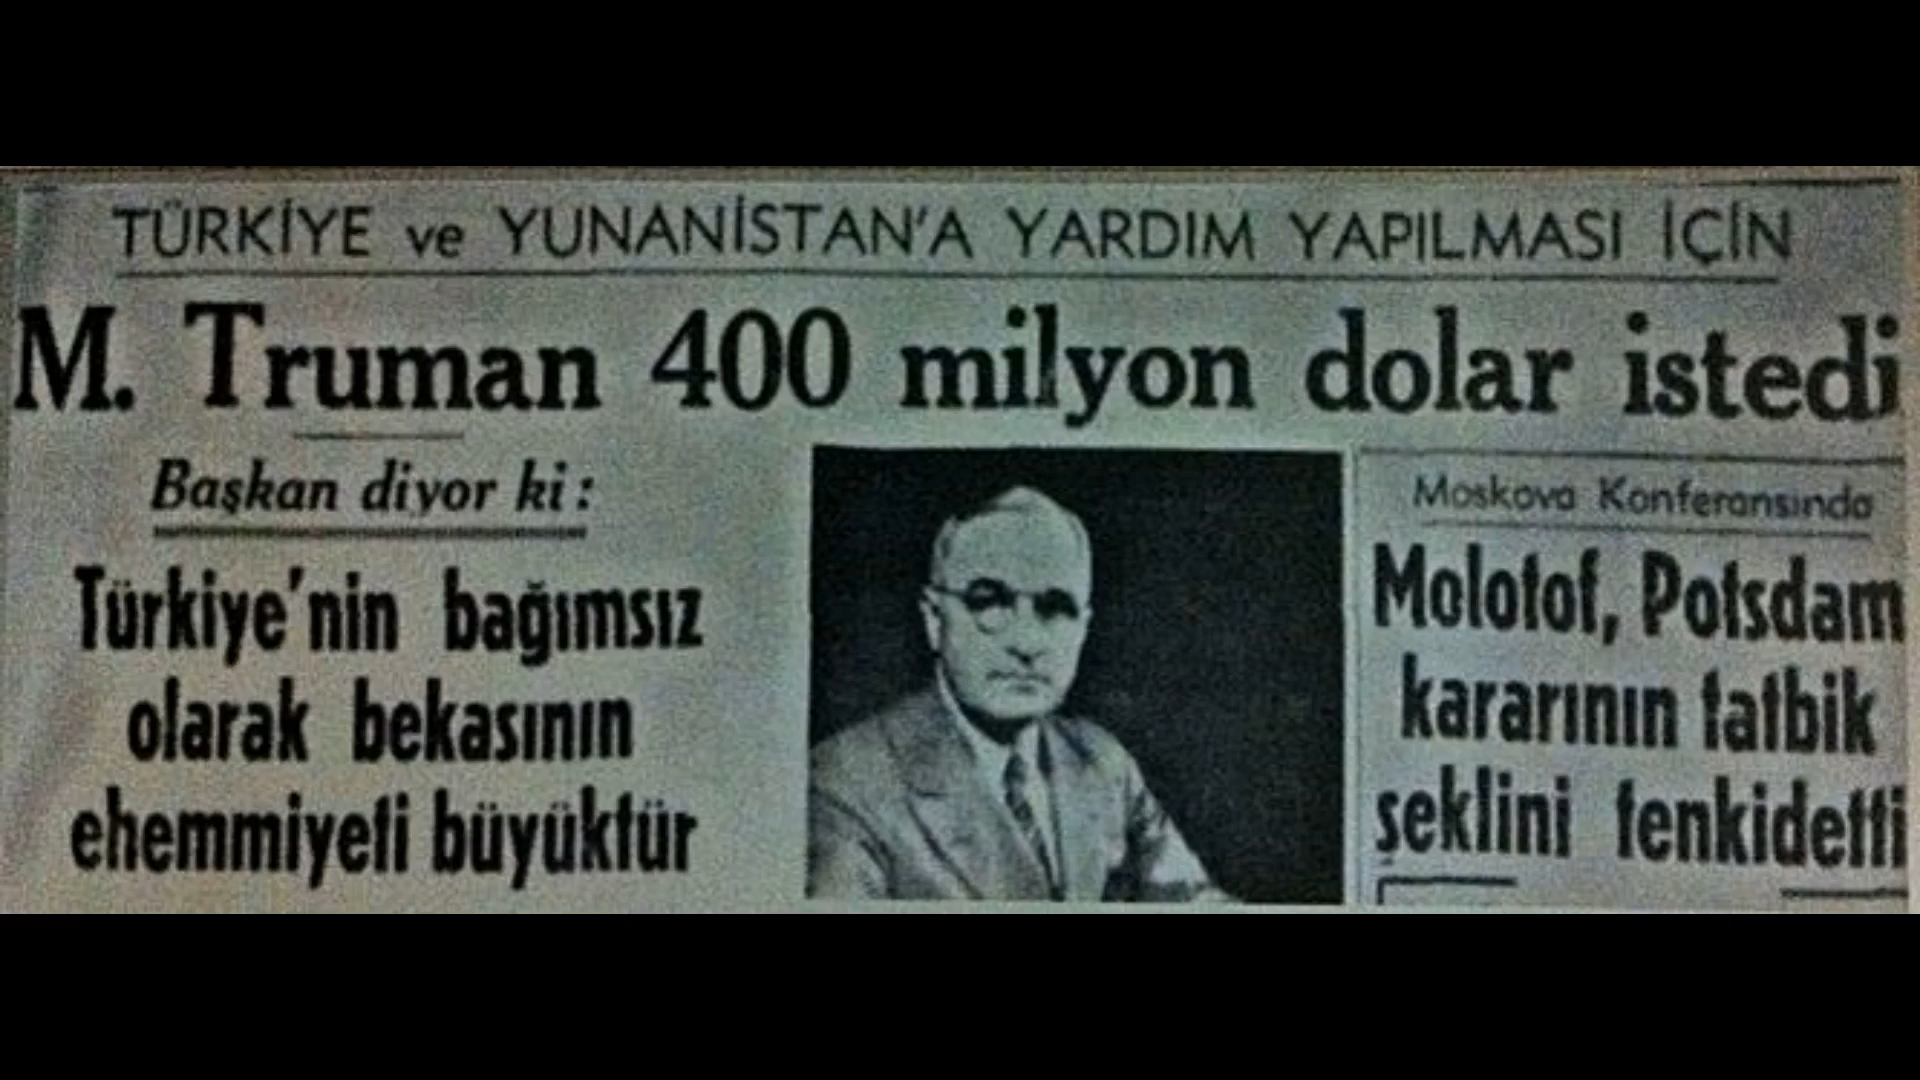 TÜRKİYE ve YUNANİSTAN'A YARDIM YAPILMASI İÇİN
M. Truman 400 milyon dolar istedi
Başkan diyor ki:
Türkiye'nin bağımsız
olarak bekasının
ehemmiyeti büyüktür
Moskova Konferansında
Molotof, Potsdam
kararının tatbik
şeklini tenkidetti